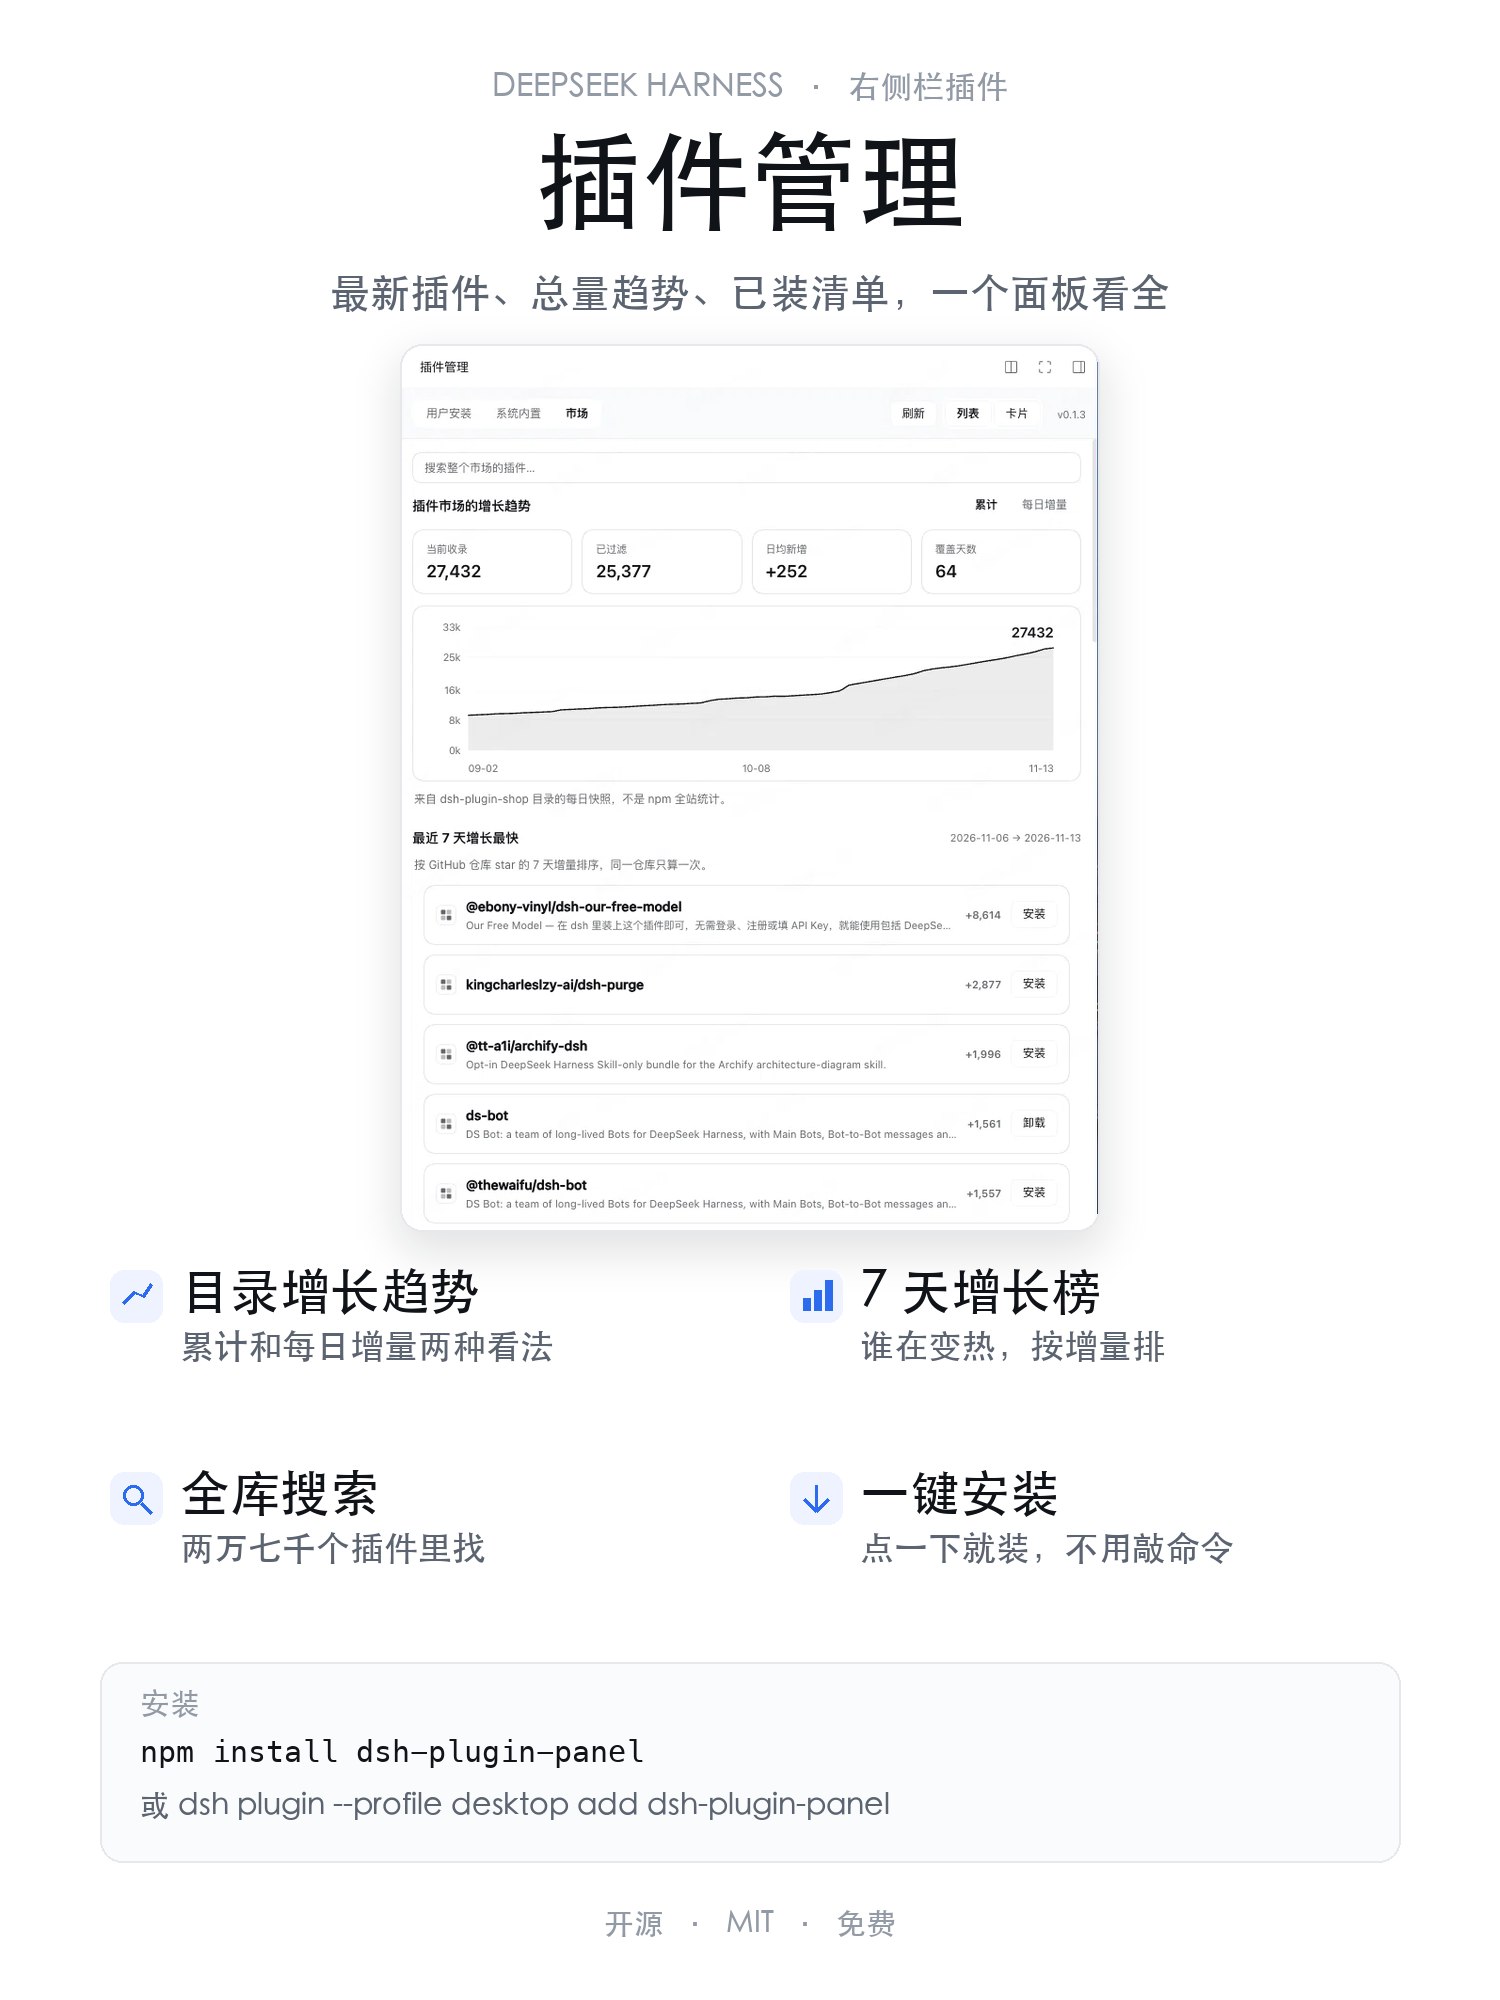 DEEPSEEK HARNESS · 右侧栏插件
插件管理
最新插件、总量趋势、已装清单，一个面板看全
插件管理
用户安装 系统内置 市场 刷新 列表 卡片 v0.1.3
搜索整个市场的插件...
插件市场的增长趋势 累计 每日增量
当前收录 已过滤 日均新增 覆盖天数
27,432 25,377 +252 64
33k
27432
25k
16k
8k
0k
09-02 10-08 11-13
来自 dsh-plugin-shop 目录的每日快照，不是 npm 全站统计。
最近 7 天增长最快 2026-11-06 → 2026-11-13
按 GitHub 仓库 star 的 7 天增量排序，同一仓库只算一次。
@ebony-vinyl/dsh-our-free-model
Our Free Model — 在 dsh 里装上这个插件即可，无需登录、注册或填 API Key，就能使用包括 DeepSe... +8,614 安装
kingcharleslzy-ai/dsh-purge +2,877 安装
@tt-a1i/archify-dsh
Opt-in DeepSeek Harness Skill-only bundle for the Archify architecture-diagram skill. +1,996 安装
ds-bot
DS Bot: a team of long-lived Bots for DeepSeek Harness, with Main Bots, Bot-to-Bot messages an... +1,561 卸载
@thewaifu/dsh-bot
DS Bot: a team of long-lived Bots for DeepSeek Harness, with Main Bots, Bot-to-Bot messages an... +1,557 安装
目录增长趋势
累计和每日增量两种看法
7 天增长榜
谁在变热，按增量排
全库搜索
两万七千个插件里找
一键安装
点一下就装，不用敲命令
安装
npm install dsh-plugin-panel
或 dsh plugin --profile desktop add dsh-plugin-panel
开源 · MIT · 免费